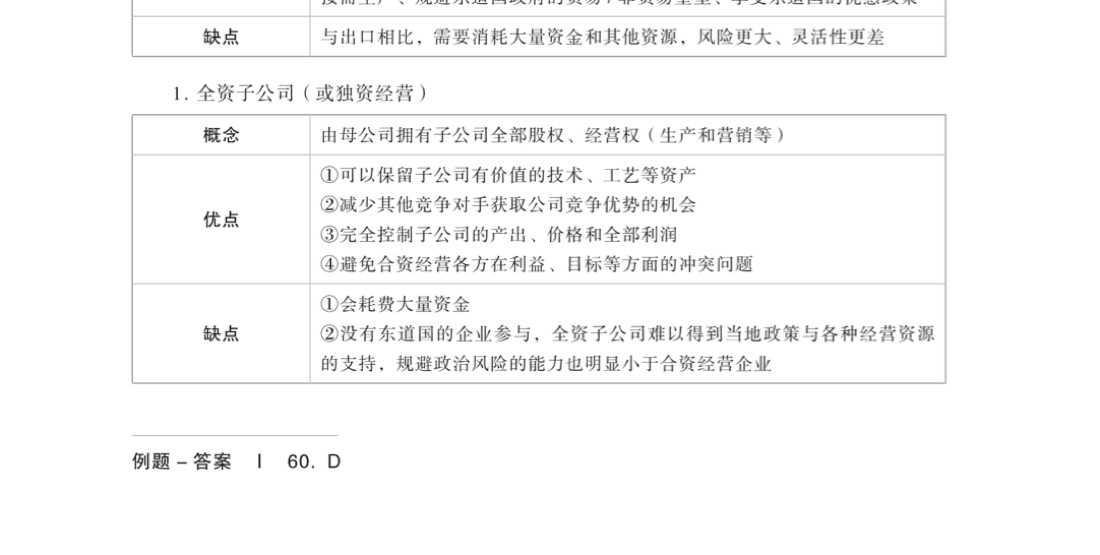 缺点
与出口相比，需要消耗大量资金和其他资源，风险更大、灵活性更差
1. 全资子公司（或独资经营）
概念
由母公司拥有子公司全部股权、经营权（生产和营销等）
优点
①可以保留子公司有价值的技术、工艺等资产
②减少其他竞争对手获取公司竞争优势的机会
③完全控制子公司的产出、价格和全部利润
④避免合资经营各方在利益、目标等方面的冲突问题
缺点
①会耗费大量资金
②没有东道国的企业参与，全资子公司难以得到当地政策与各种经营资源
的支持，规避政治风险的能力也明显小于合资经营企业
例题 – 答案 | 60. D